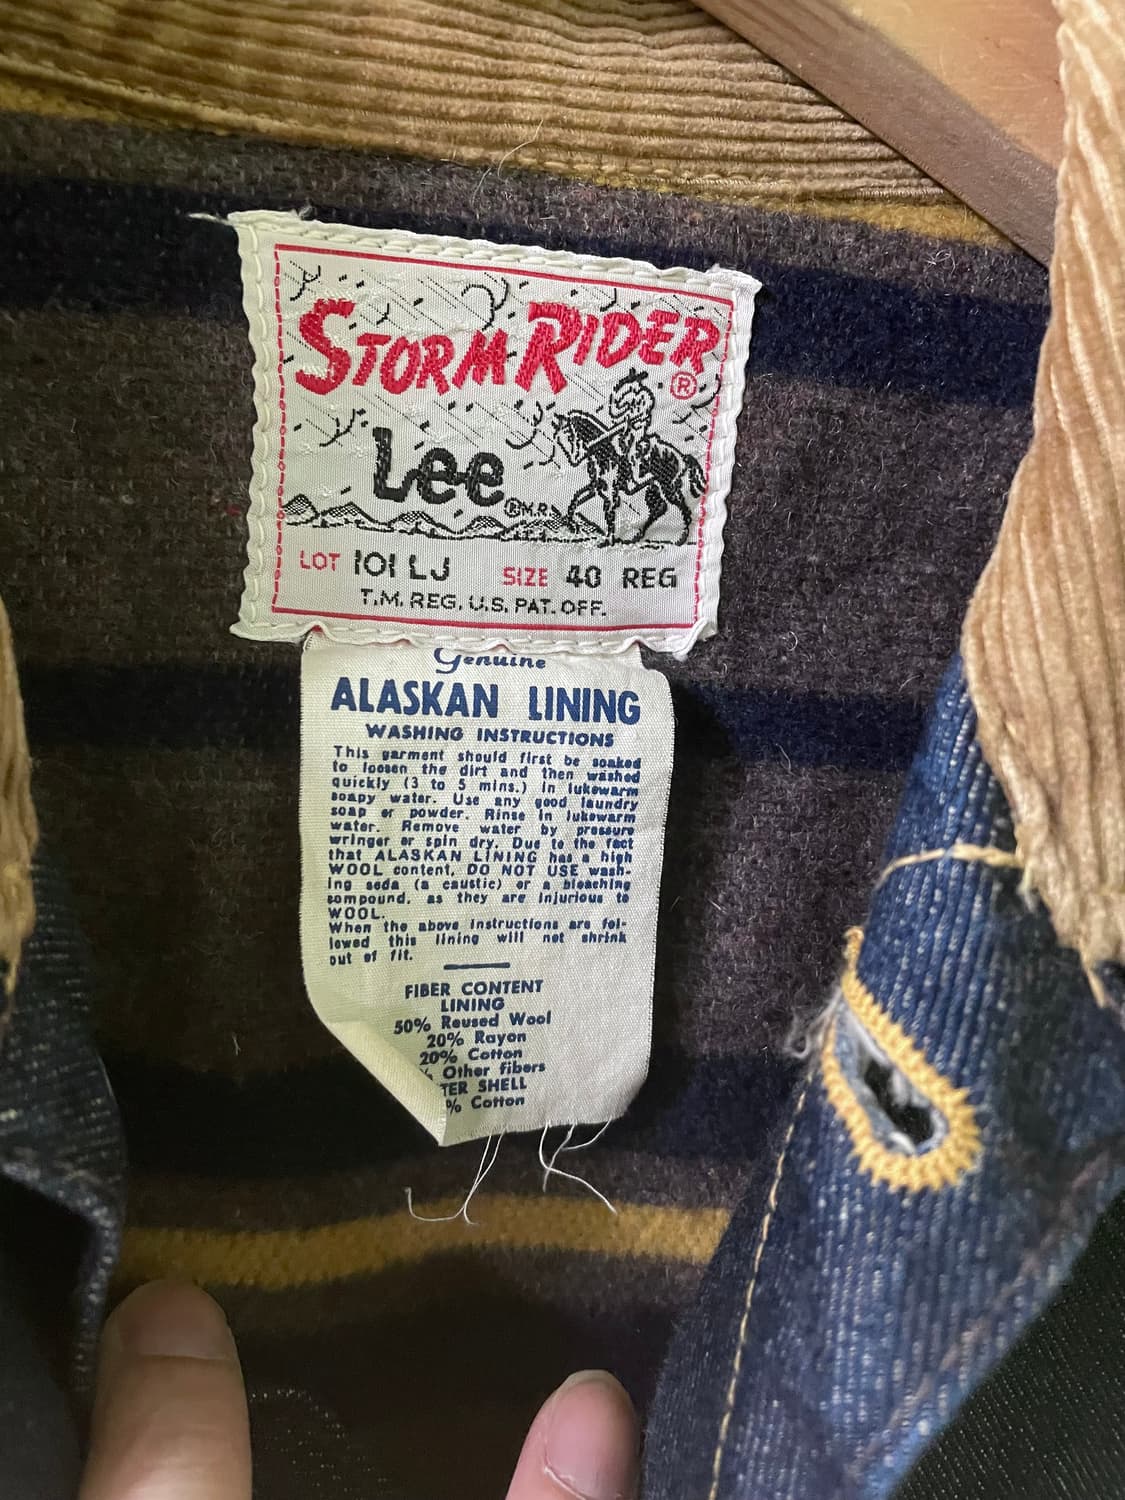 STORM RIDER ®
Lee ® M.R.
LOT 101 LJ SIZE 40 REG
T.M. REG. U.S. PAT. OFF.
Genuine
ALASKAN LINING
WASHING INSTRUCTIONS
This garment should first be soaked
to loosen the dirt and then washed
quickly (3 to 5 mins.) in lukewarm
soapy water. Use any good laundry
soap or powder. Rinse in lukewarm
water. Remove water by pressure
wringer or spin dry. Due to the fact
that ALASKAN LINING has a high
WOOL content, DO NOT USE wash-
ing soda (a caustic) or a bleaching
compound, as they are injurious to
WOOL.
When the above instructions are fol-
lowed this lining will not shrink
out of fit.
FIBER CONTENT
LINING
50% Reused Wool
20% Rayon
20% Cotton
% Other fibers
TER SHELL
% Cotton